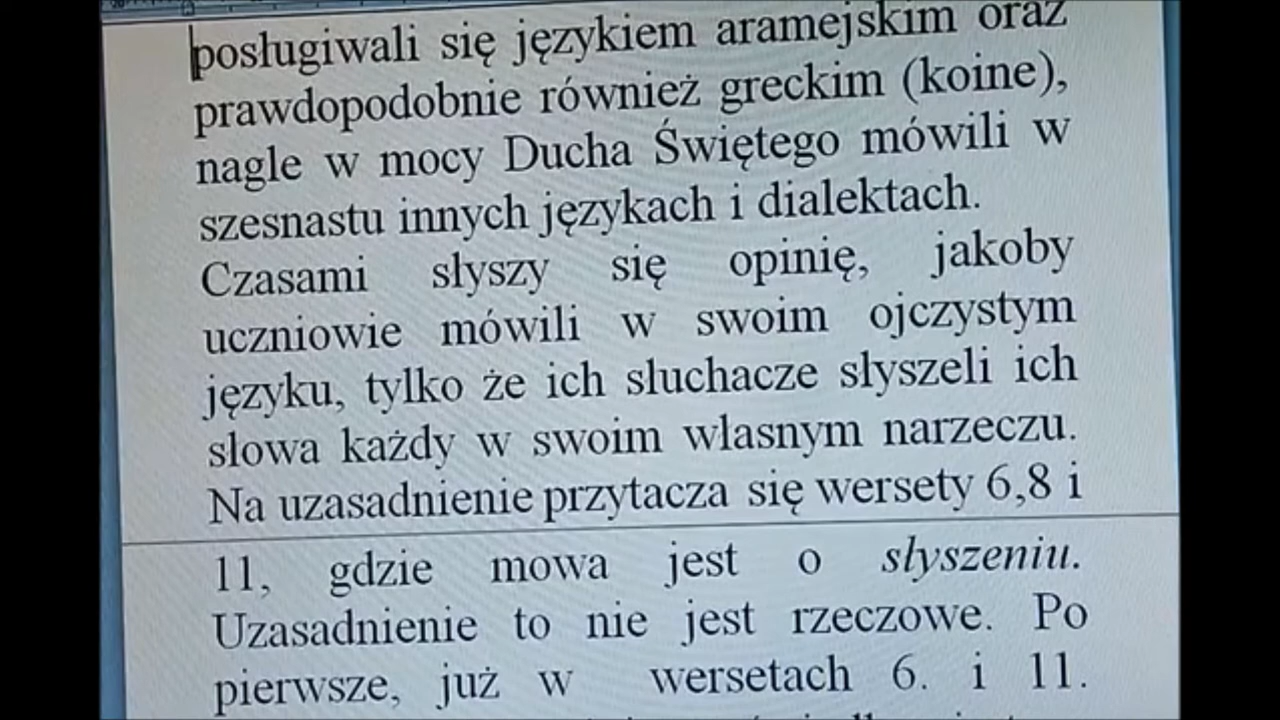 posługiwali się językiem aramejskim oraz
prawdopodobnie również greckim (koine),
nagle w mocy Ducha Świętego mówili w
szesnastu innych językach i dialektach.
Czasami słyszy się opinię, jakoby
uczniowie mówili w swoim ojczystym
języku, tylko że ich słuchacze słyszeli ich
słowa każdy w swoim własnym narzeczu.
Na uzasadnienie przytacza się wersety 6,8 i
11, gdzie mowa jest o słyszeniu.
Uzasadnienie to nie jest rzeczowe. Po
pierwsze, już w wersetach 6. i 11.